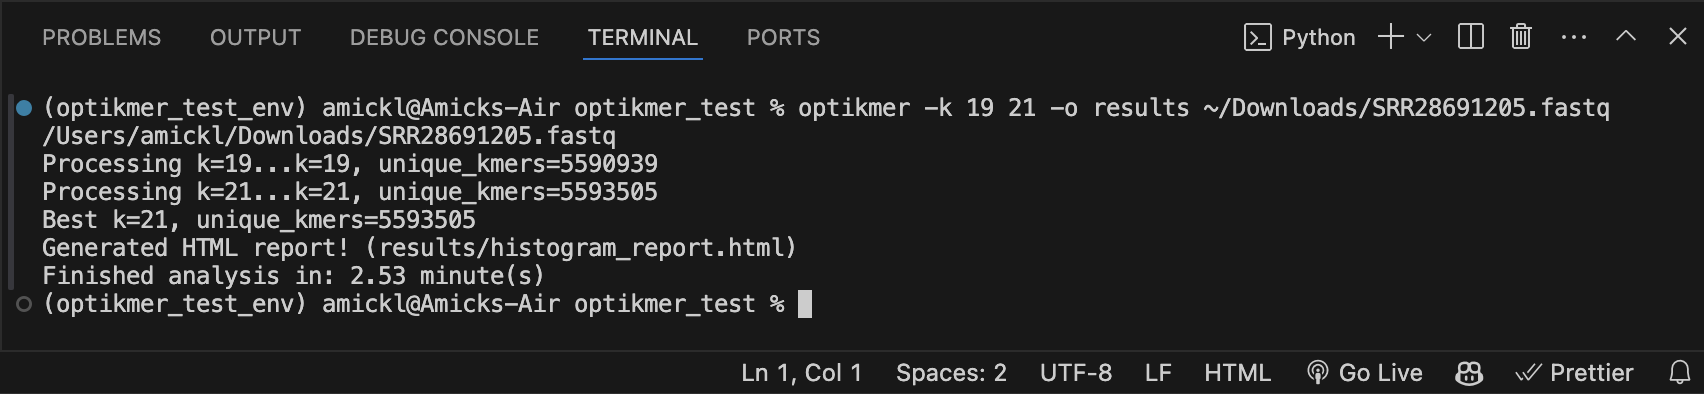 PROBLEMS OUTPUT DEBUG CONSOLE TERMINAL PORTS Python
(optikmer_test_env) amickl@Amicks-Air optikmer_test % optikmer -k 19 21 -o results ~/Downloads/SRR28691205.fastq
/Users/amickl/Downloads/SRR28691205.fastq
Processing k=19...k=19, unique_kmers=5590939
Processing k=21...k=21, unique_kmers=5593505
Best k=21, unique_kmers=5593505
Generated HTML report! (results/histogram_report.html)
Finished analysis in: 2.53 minute(s)
(optikmer_test_env) amickl@Amicks-Air optikmer_test %
Ln 1, Col 1 Spaces: 2 UTF-8 LF HTML Go Live Prettier